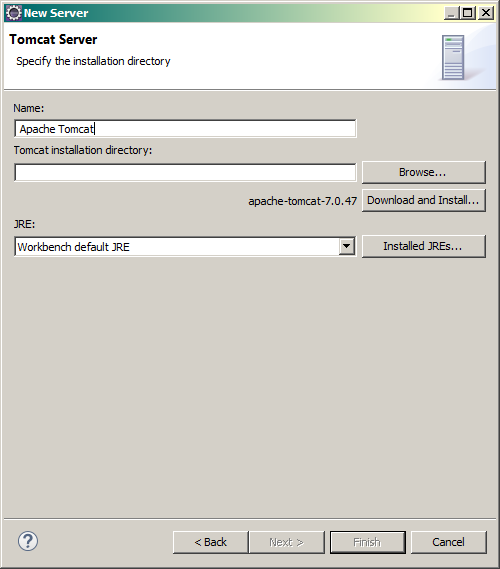 New Server
Tomcat Server
Specify the installation directory
Name:
Apache Tomcat
Tomcat installation directory:
Browse...
apache-tomcat-7.0.47 Download and Install...
JRE:
Workbench default JRE Installed JREs...
? < Back Next > Finish Cancel